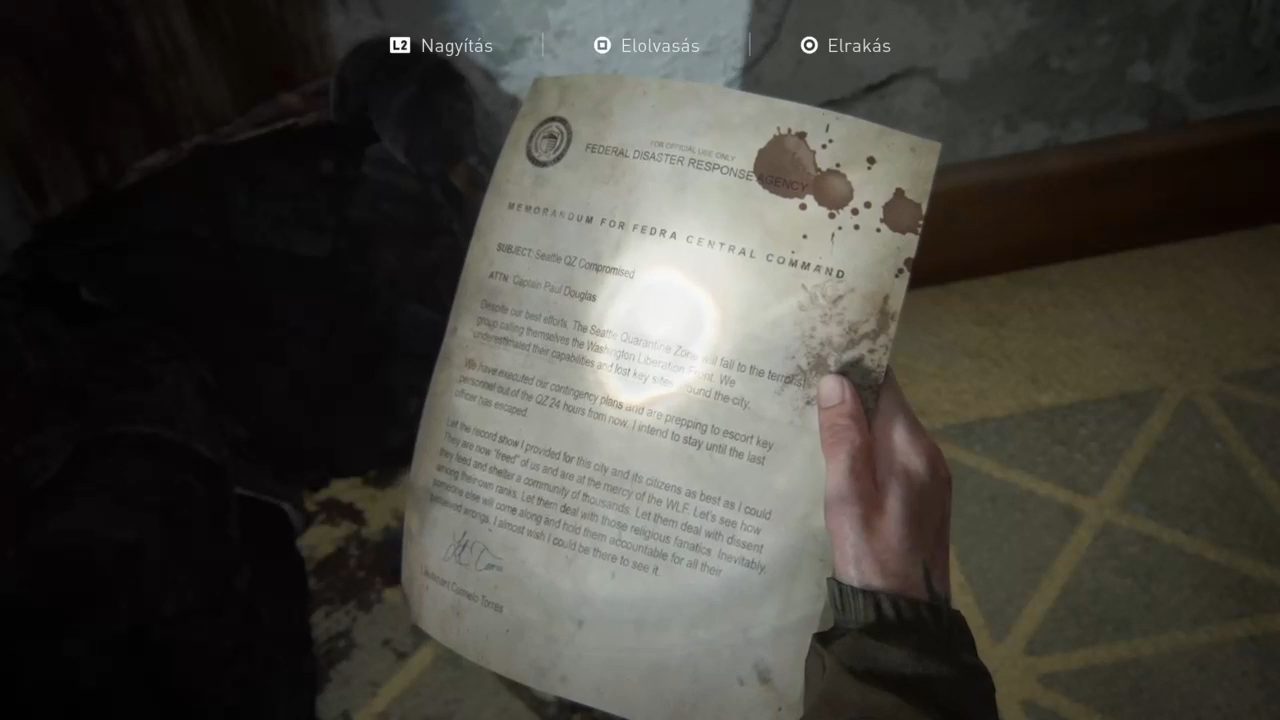 L2 Nagyítás
Elolvasás
Elrakás
FOR OFFICIAL USE ONLY
FEDERAL DISASTER RESPONSE AGENCY
MEMORANDUM FOR FEDRA CENTRAL COMMAND
SUBJECT: Seattle QZ Compromised
ATTN: Captain Paul Douglas
Despite our best efforts, The Seattle Quarantine Zone will fall to the terrorist
group calling themselves the Washington Liberation Front. We
underestimated their capabilities and lost key sites around the city.
We have executed our contingency plans and are prepping to escort key
personnel out of the QZ 24 hours from now. I intend to stay until the last
officer has escaped.
Let the record show I provided for this city and its citizens as best as I could
They are now "freed" of us and are at the mercy of the WLF. Let's see how
they feed and shelter a community of thousands. Let them deal with dissent
among their own ranks. Let them deal with those religious fanatics. Inevitably,
someone else will come along and hold them accountable for all their
perceived wrongs. I almost wish I could be there to see it.
Lieutenant Carmelo Torres